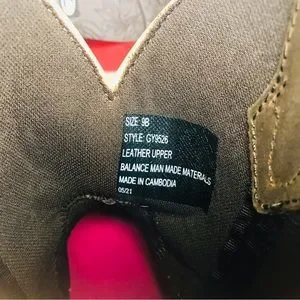 SIZE: 9B
STYLE: GY9526
LEATHER UPPER
BALANCE MAN MADE MATERIALS
MADE IN CAMBODIA
05/21